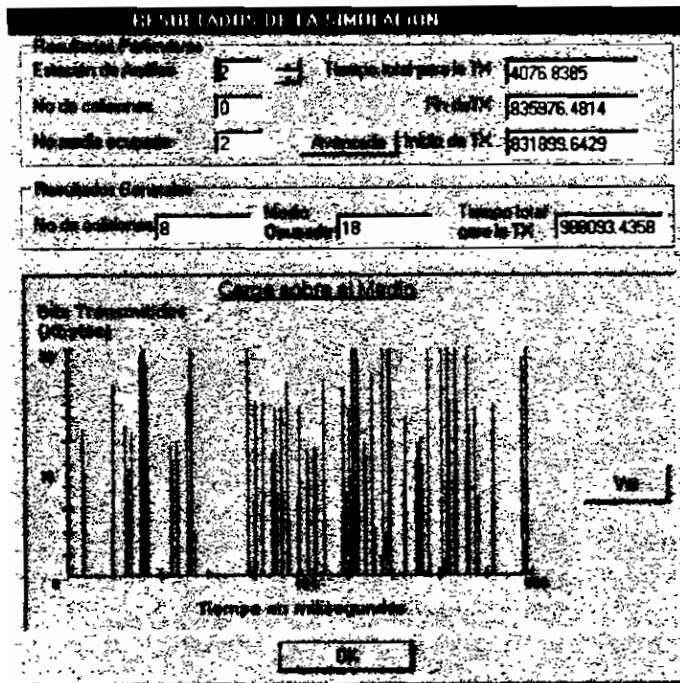 RESULTADOS DE LA SIMULACION
Resultados Particulares
Estación de Análisis 2 Tiempo total para la TX 4076.8385
No de colisiones 0 Fin de TX 835976.4814
No medio ocupado 2 Avanzado Inicio de TX 831899.6429
Resultados Generales
No de colisiones 8 Medio Ocupado 18 Tiempo total para la TX 988093.4358
Carga sobre el Medio
Bits Transmitidos
0
Tiempo en milisegundos
OK